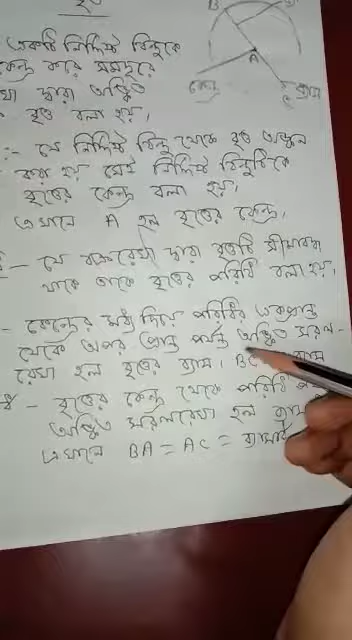 বৃত্ত
B
A
C
কেন্দ্র
ব্যাস
একটি নির্দিষ্ট বিন্দুকে
কেন্দ্র করে সমদূরে
দ্বারা অঙ্কিত
বৃত্ত বলা হয়।
:- যে নির্দিষ্ট বিন্দু থেকে বৃত্ত অঙ্কন
করা হয় সেই নির্দিষ্ট বিন্দুটিকে
বৃত্তের কেন্দ্র বলা হয়।
এখানে A হল বৃত্তের কেন্দ্র।
– যে বক্ররেখা দ্বারা বৃত্তটি সীমাবদ্ধ
থাকে তাকে বৃত্তের পরিধি বলা হয়।
- কেন্দ্রের মধ্য দিয়ে পরিধির একপ্রান্ত
থেকে অপর প্রান্ত পর্যন্ত অঙ্কিত সরল-
রেখা হল বৃত্তের ব্যাস। BC ব্যাস
– বৃত্তের কেন্দ্র থেকে পরিধি
অঙ্কিত সরলরেখা হল
এখানে BA = AC =